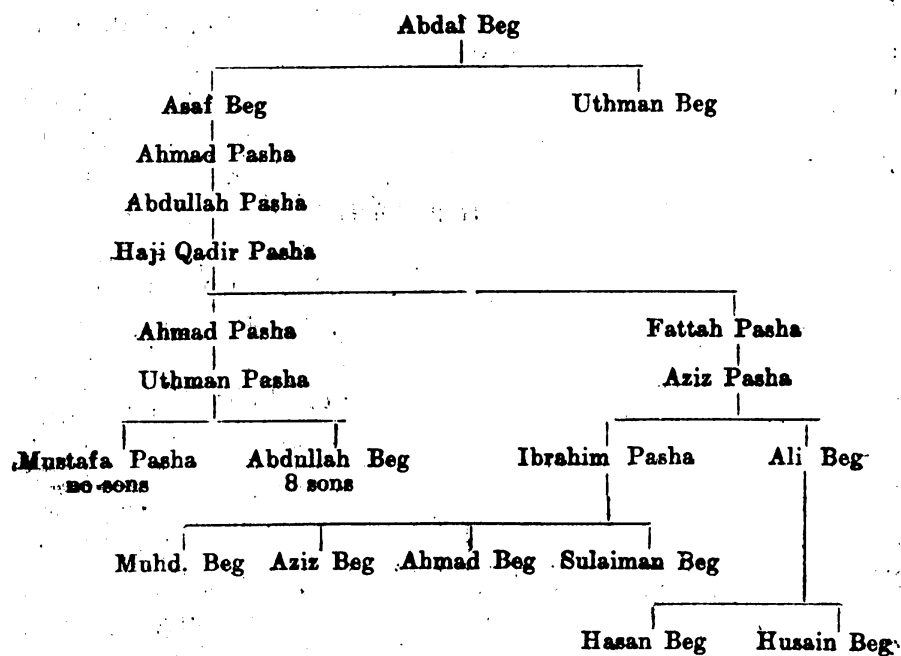 Abdal Beg
Asaf Beg Uthman Beg
Ahmad Pasha
Abdullah Pasha
Haji Qadir Pasha
Ahmad Pasha Fattah Pasha
Uthman Pasha Aziz Pasha
Mustafa Pasha Abdullah Beg Ibrahim Pasha Ali Beg
no sons 8 sons
Muhd. Beg Aziz Beg Ahmad Beg Sulaiman Beg
Hasan Beg Husain Beg